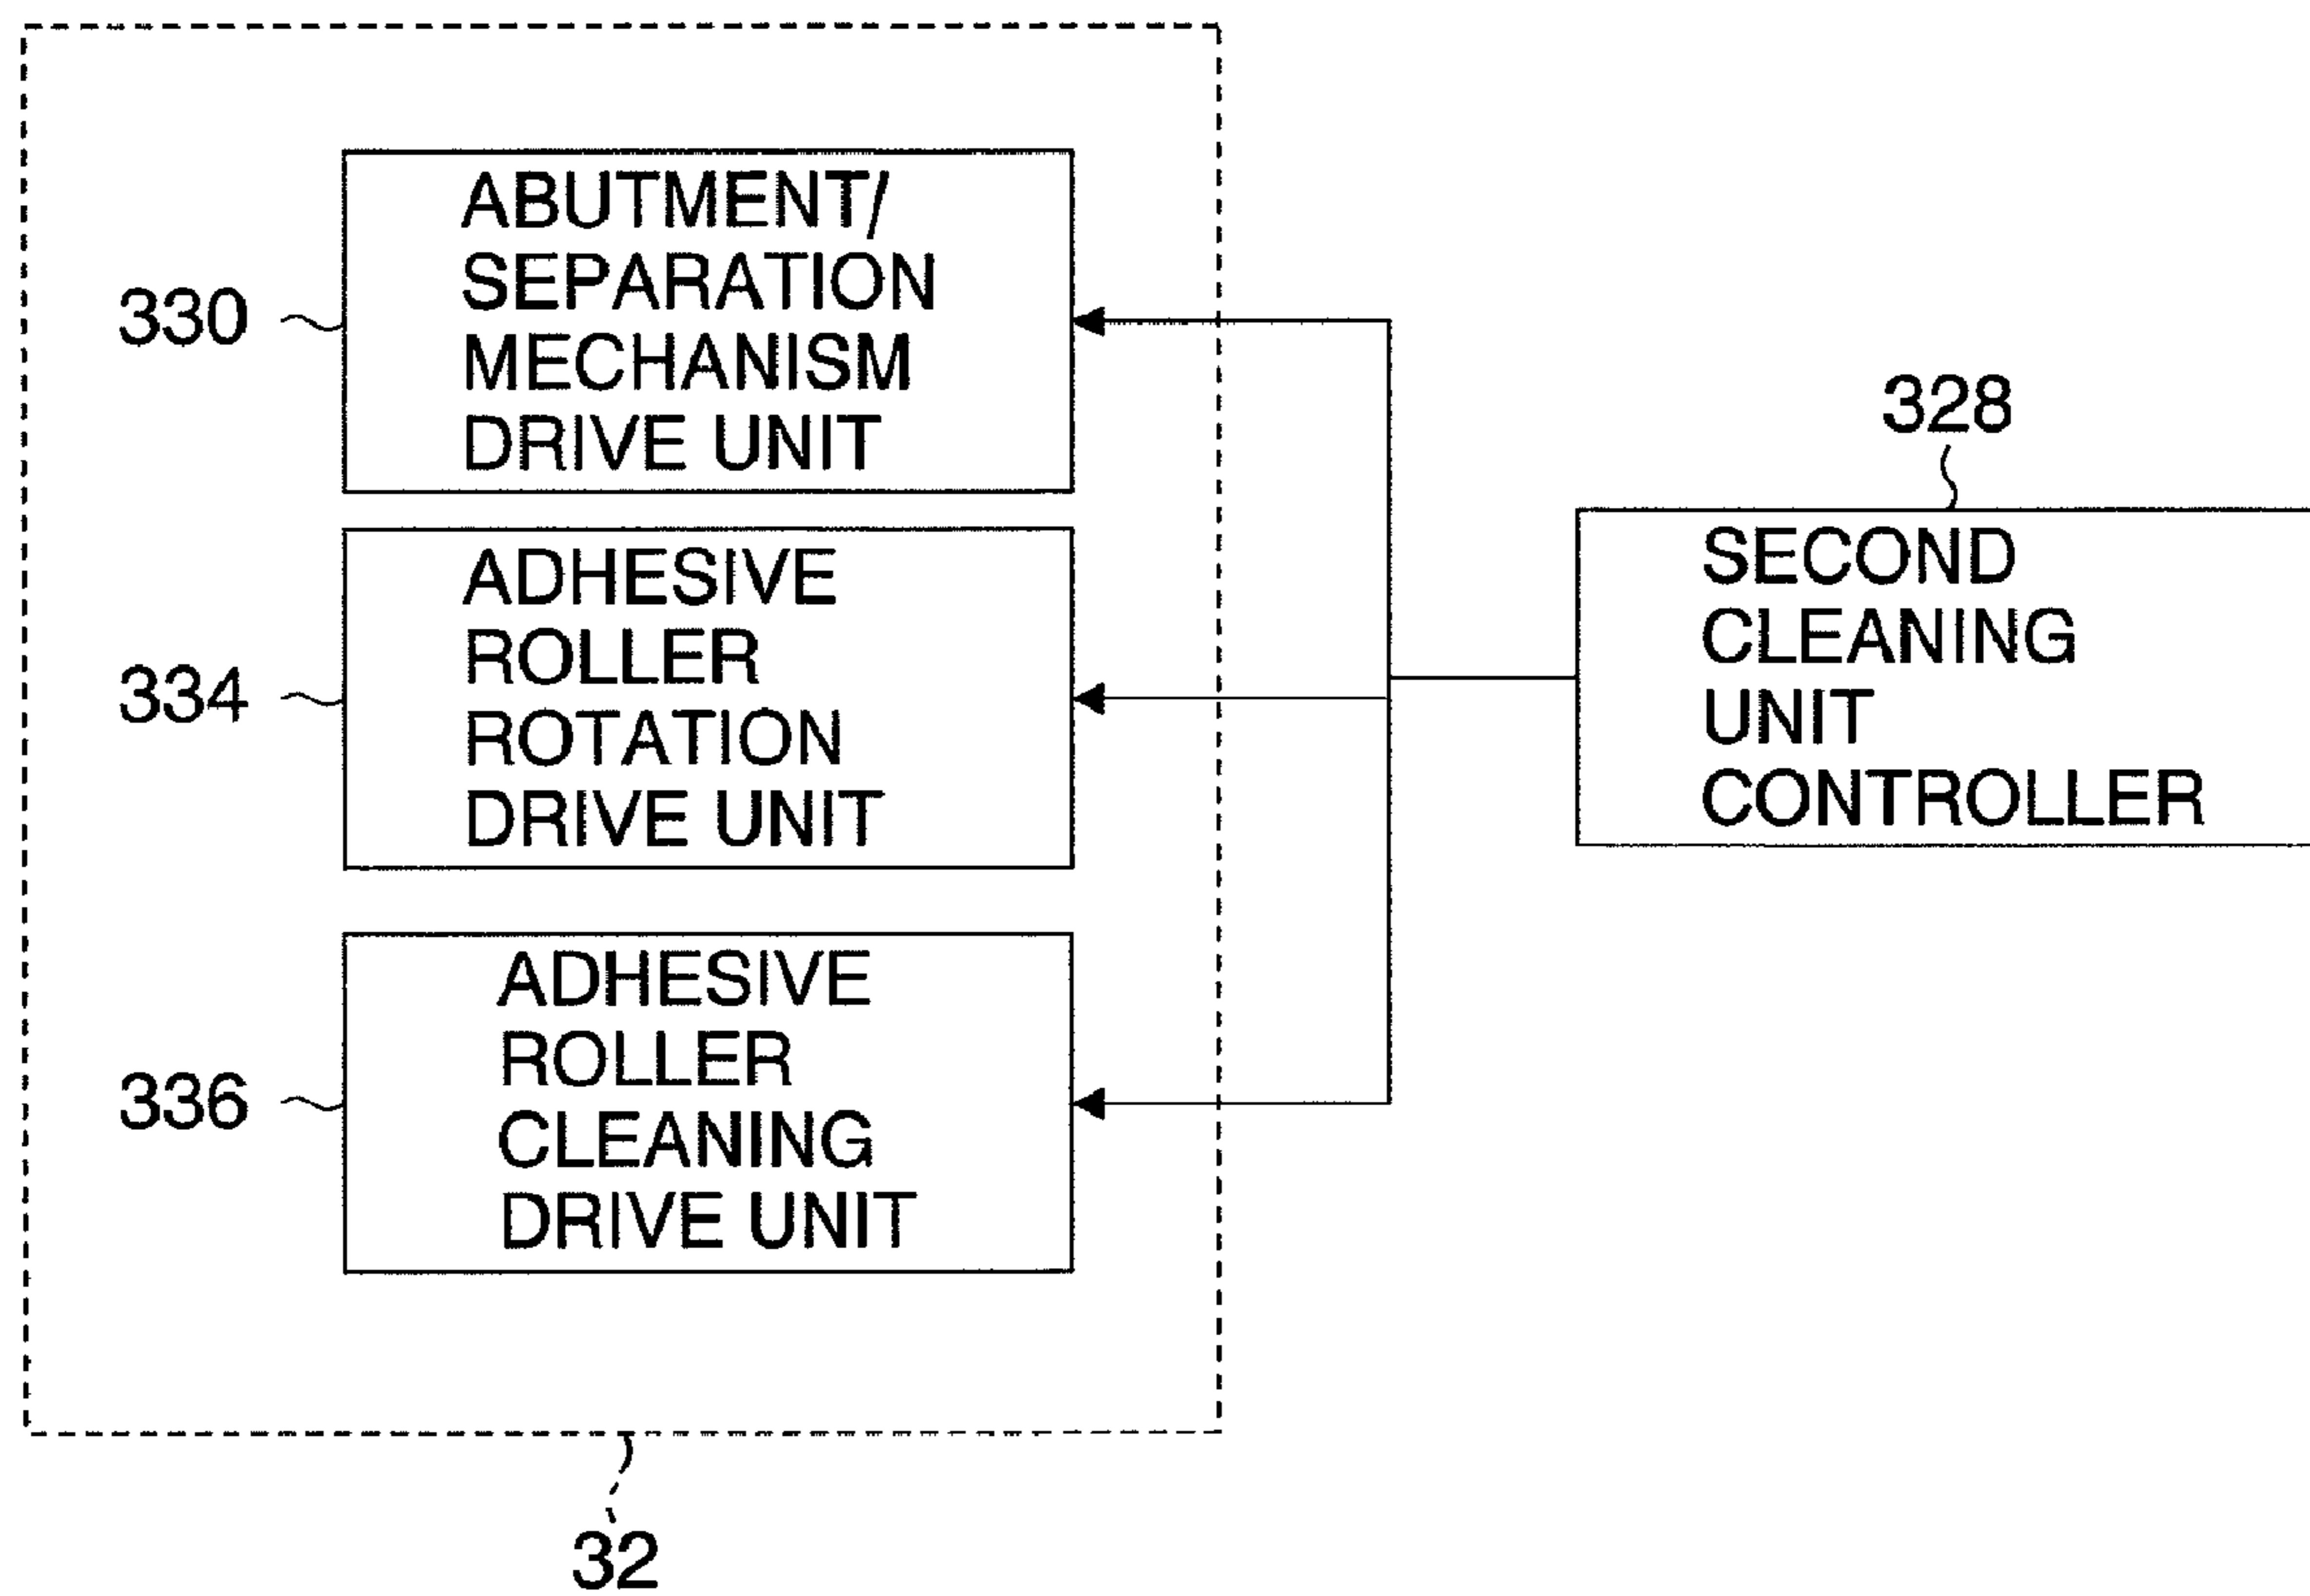 ABUTMENT/
SEPARATION
MECHANISM
DRIVE UNIT
330
ADHESIVE
ROLLER
ROTATION
DRIVE UNIT
334
ADHESIVE
ROLLER
CLEANING
DRIVE UNIT
336
328
SECOND
CLEANING
UNIT
CONTROLLER
32